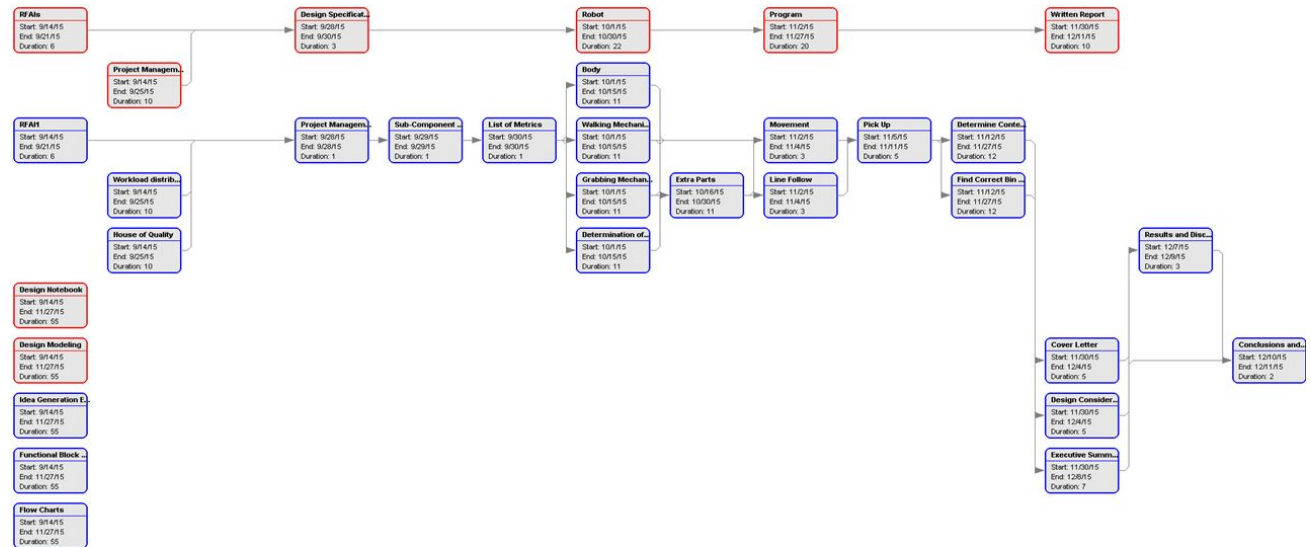 RFAIs
Start: 9/14/15
End: 9/21/15
Duration: 6
Design Specificat...
Start: 9/28/15
End: 9/30/15
Duration: 3
Robot
Start: 10/1/15
End: 10/30/15
Duration: 22
Program
Start: 11/2/15
End: 11/27/15
Duration: 20
Written Report
Start: 11/30/15
End: 12/11/15
Duration: 10
Project Managem...
Start: 9/14/15
End: 9/25/15
Duration: 10
Body
Start: 10/1/15
End: 10/15/15
Duration: 11
RFAI1
Start: 9/14/15
End: 9/21/15
Duration: 6
Project Managem...
Start: 9/28/15
End: 9/28/15
Duration: 1
Sub-Component ...
Start: 9/29/15
End: 9/29/15
Duration: 1
List of Metrics
Start: 9/30/15
End: 9/30/15
Duration: 1
Walking Mechani...
Start: 10/1/15
End: 10/15/15
Duration: 11
Movement
Start: 11/2/15
End: 11/4/15
Duration: 3
Pick Up
Start: 11/5/15
End: 11/11/15
Duration: 5
Determine Conte...
Start: 11/12/15
End: 11/27/15
Duration: 12
Workload distrib...
Start: 9/14/15
End: 9/25/15
Duration: 10
Grabbing Mechan...
Start: 10/1/15
End: 10/15/15
Duration: 11
Extra Parts
Start: 10/16/15
End: 10/30/15
Duration: 11
Line Follow
Start: 11/2/15
End: 11/4/15
Duration: 3
Find Correct Bin ...
Start: 11/12/15
End: 11/27/15
Duration: 12
House of Quality
Start: 9/14/15
End: 9/25/15
Duration: 10
Determination of...
Start: 10/1/15
End: 10/15/15
Duration: 11
Results and Disc...
Start: 12/7/15
End: 12/9/15
Duration: 3
Design Notebook
Start: 9/14/15
End: 11/27/15
Duration: 55
Design Modeling
Start: 9/14/15
End: 11/27/15
Duration: 55
Cover Letter
Start: 11/30/15
End: 12/4/15
Duration: 5
Conclusions and...
Start: 12/10/15
End: 12/11/15
Duration: 2
Idea Generation E...
Start: 9/14/15
End: 11/27/15
Duration: 55
Design Consider...
Start: 11/30/15
End: 12/4/15
Duration: 5
Functional Block ...
Start: 9/14/15
End: 11/27/15
Duration: 55
Executive Summ...
Start: 11/30/15
End: 12/8/15
Duration: 7
Flow Charts
Start: 9/14/15
End: 11/27/15
Duration: 55